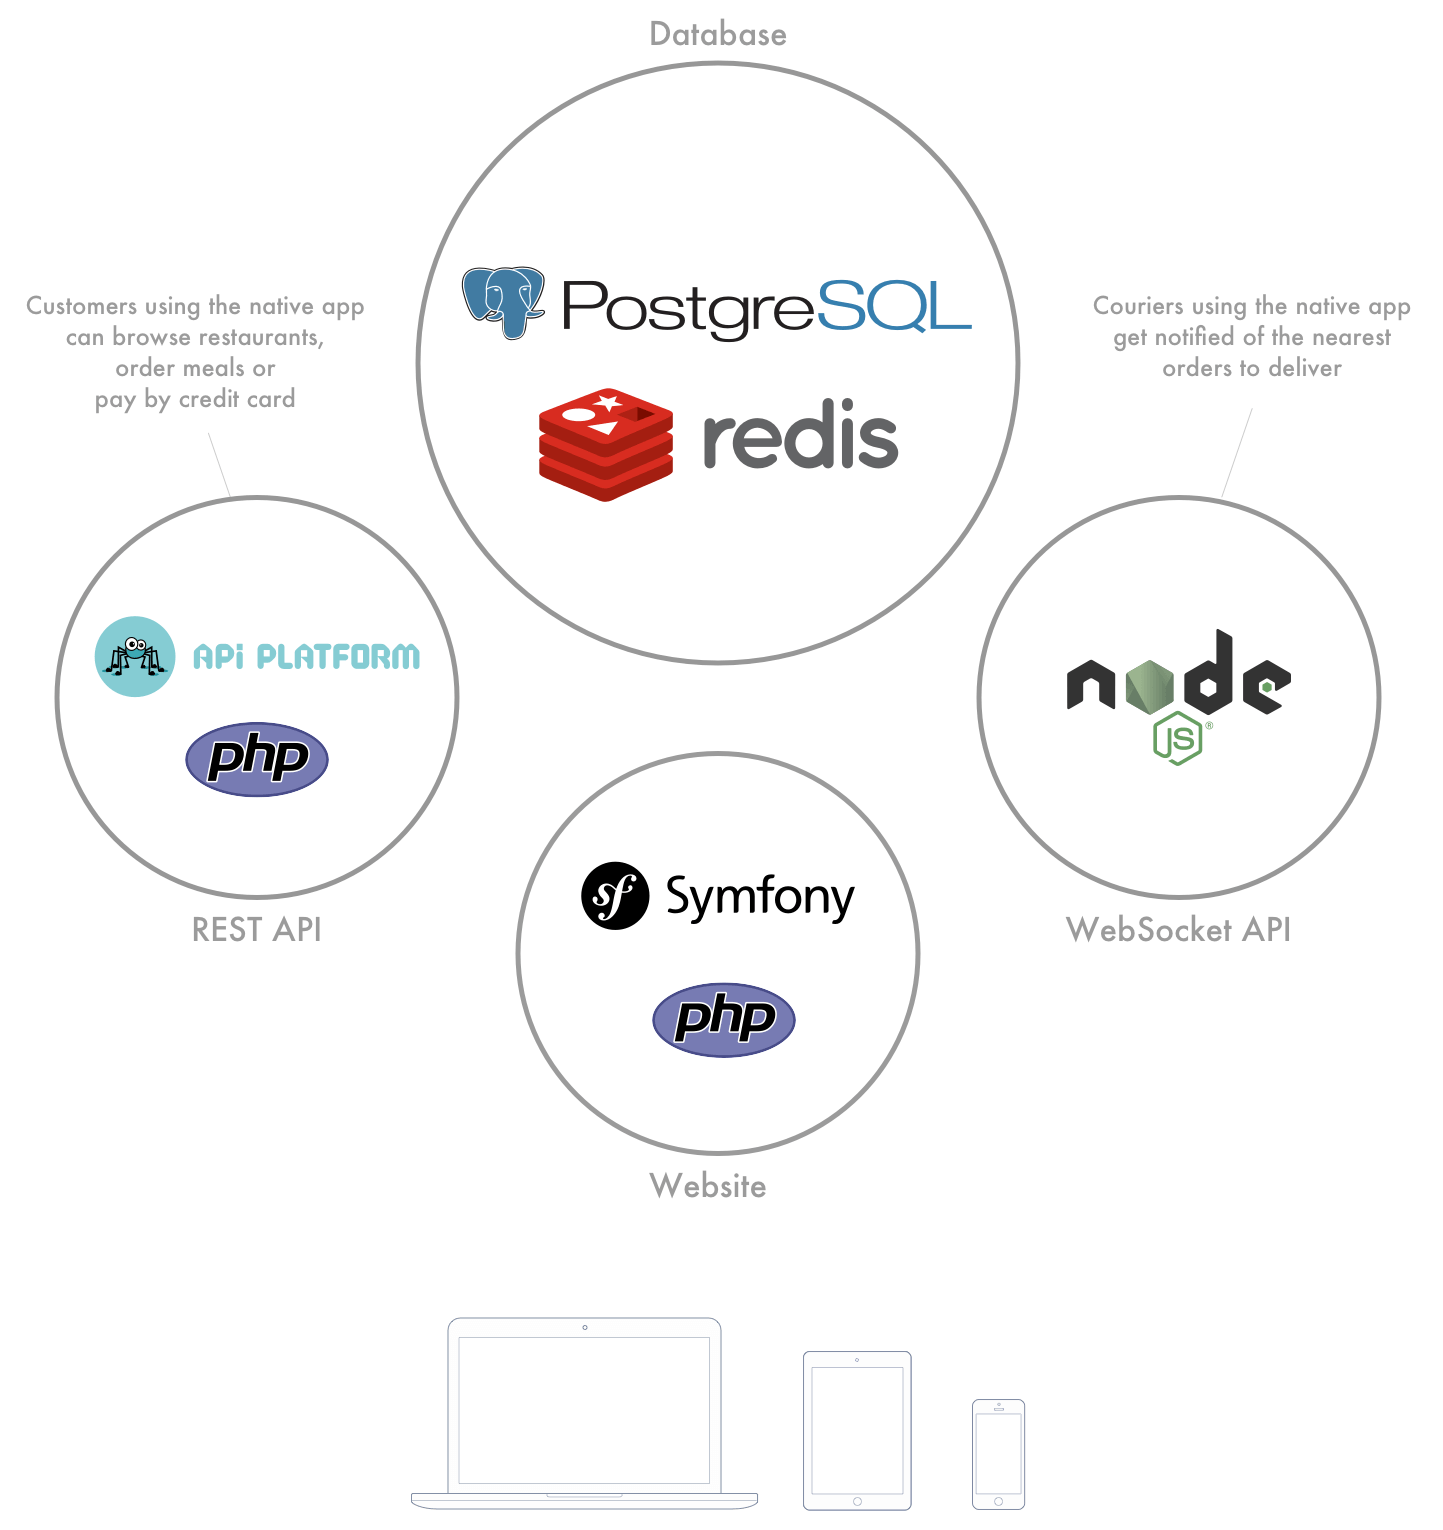 Database
PostgreSQL
redis
Customers using the native app
can browse restaurants,
order meals or
pay by credit card
Couriers using the native app
get notified of the nearest
orders to deliver
API PLATFORM
php
REST API
node
JS®
WebSocket API
sf Symfony
php
Website